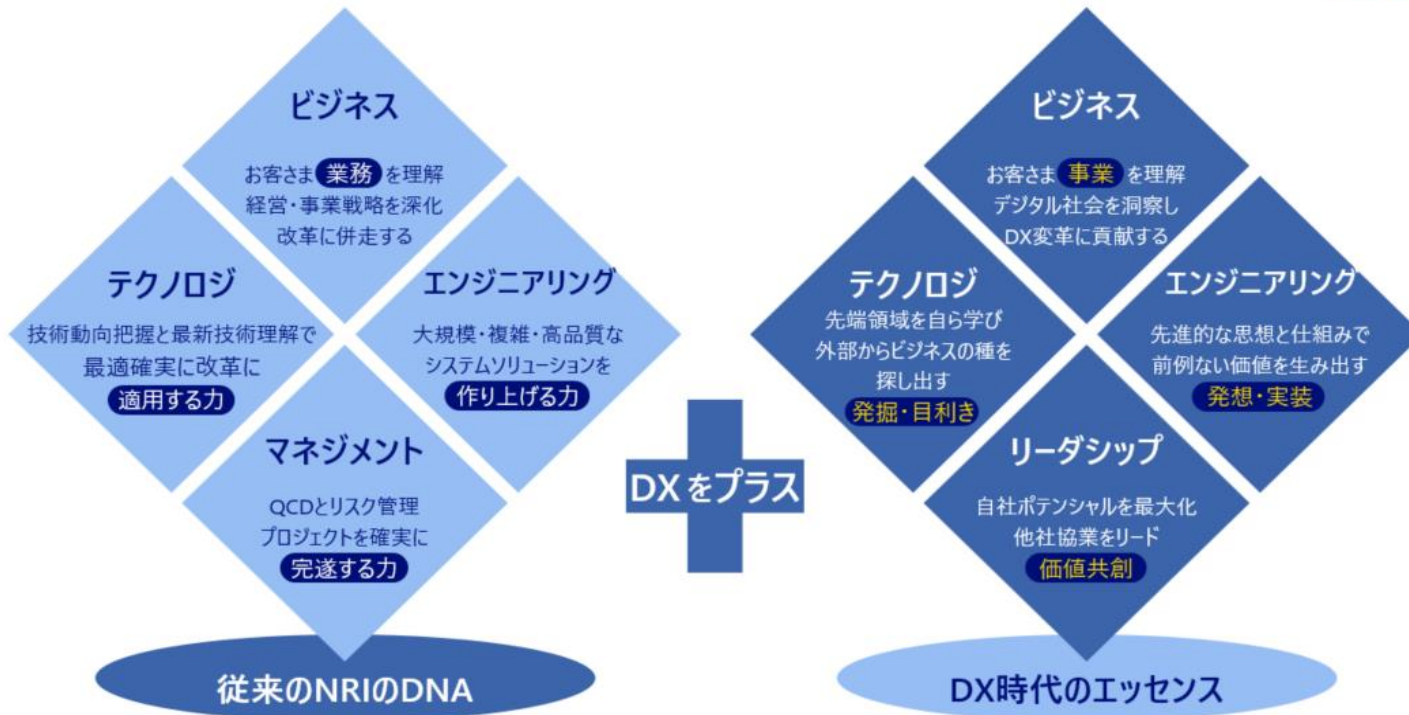 ビジネス
お客さま 業務 を理解
経営・事業戦略を深化
改革に併走する
テクノロジ
技術動向把握と最新技術理解で
最適確実に改革に
適用する力
エンジニアリング
大規模・複雑・高品質な
システムソリューションを
作り上げる力
マネジメント
QCDとリスク管理
プロジェクトを確実に
完遂する力
従来のNRIのDNA
DXをプラス
ビジネス
お客さま 事業 を理解
デジタル社会を洞察し
DX変革に貢献する
テクノロジ
先端領域を自ら学び
外部からビジネスの種を
探し出す
発掘・目利き
エンジニアリング
先進的な思想と仕組みで
前例ない価値を生み出す
発想・実装
リーダシップ
自社ポテンシャルを最大化
他社協業をリード
価値共創
DX時代のエッセンス